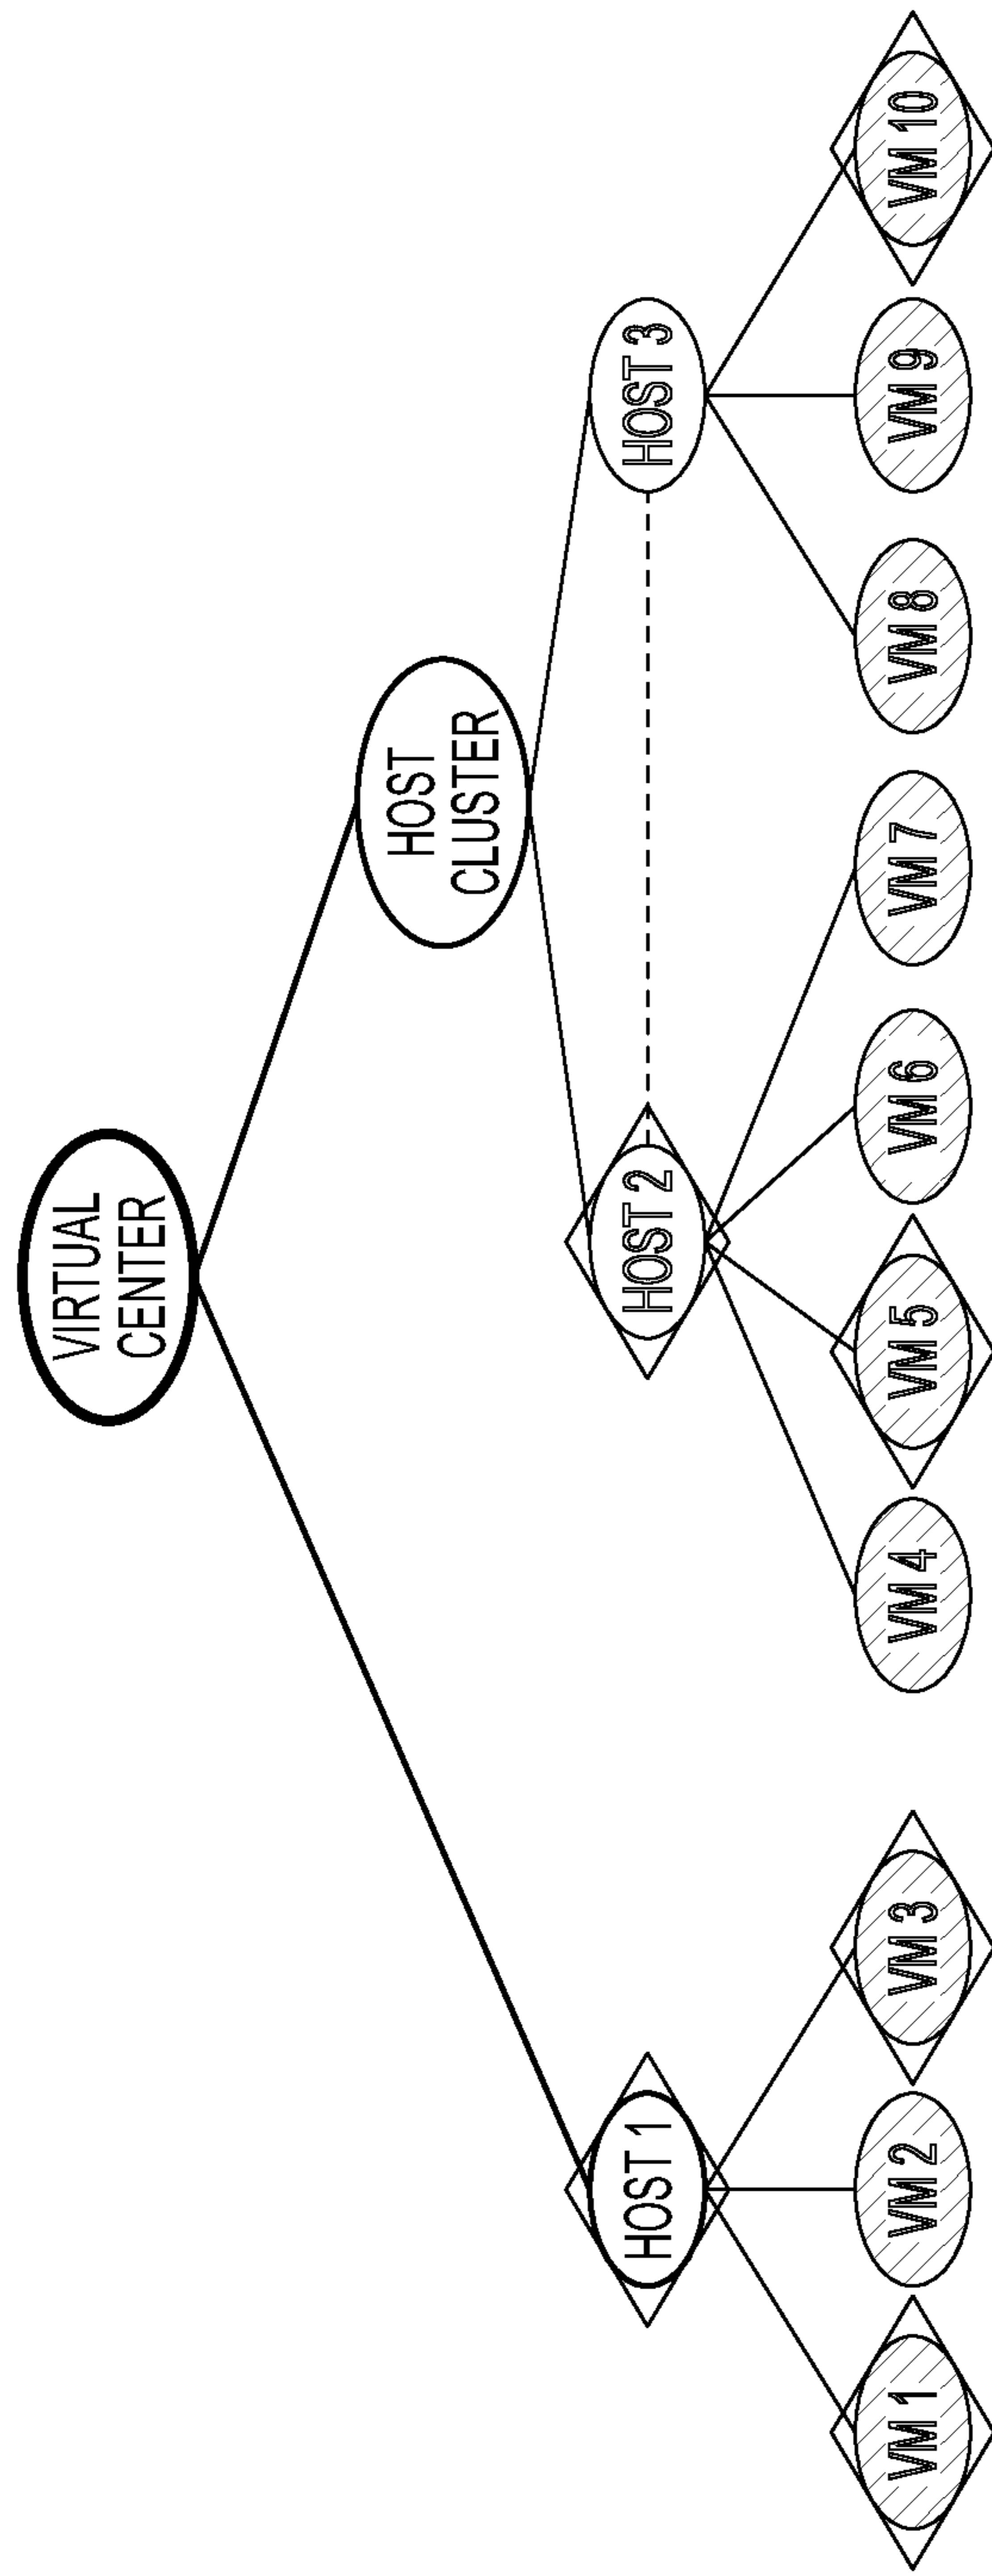 VIRTUAL
CENTER
HOST
CLUSTER
HOST 1
HOST 2
HOST 3
VM 1
VM 2
VM 3
VM 4
VM 5
VM 6
VM 7
VM 8
VM 9
VM 10